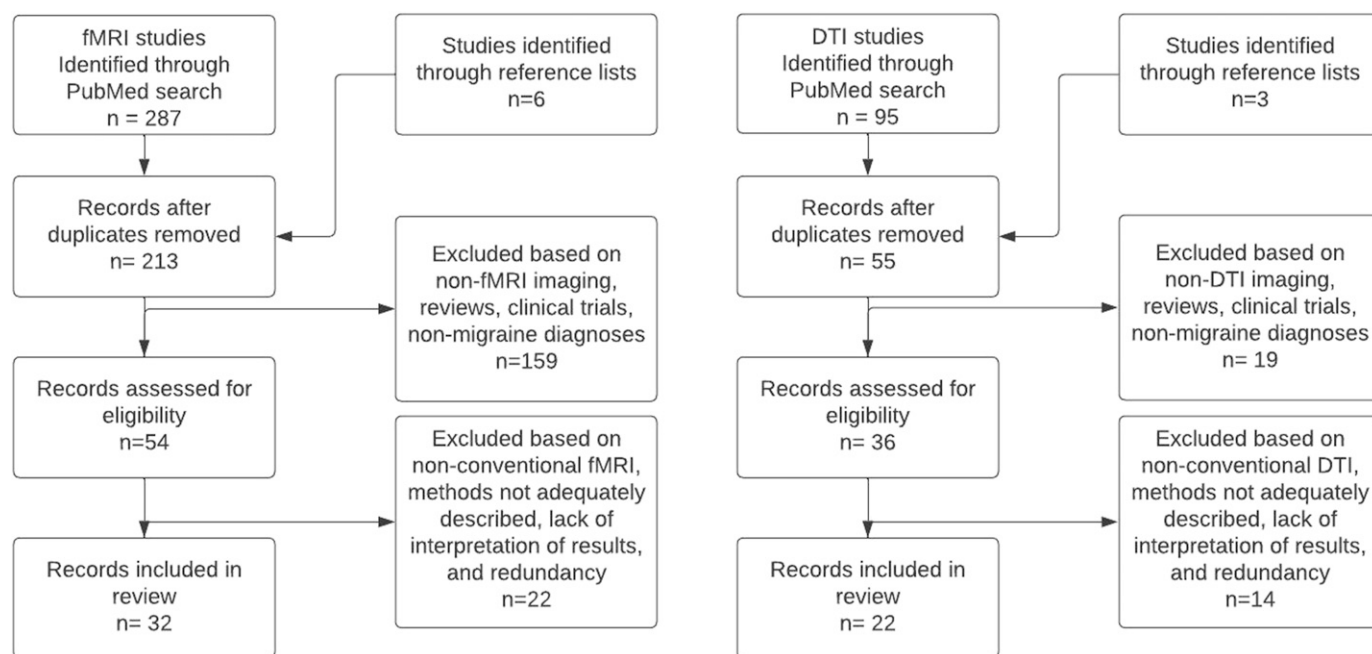 fMRI studies
Identified through
PubMed search
n = 287
Studies identified
through reference lists
n=6
Records after
duplicates removed
n= 213
Excluded based on
non-fMRI imaging,
reviews, clinical trials,
non-migraine diagnoses
n=159
Records assessed for
eligibility
n=54
Excluded based on
non-conventional fMRI,
methods not adequately
described, lack of
interpretation of results,
and redundancy
n=22
Records included in
review
n= 32
DTI studies
Identified through
PubMed search
n = 95
Studies identified
through reference lists
n=3
Records after
duplicates removed
n= 55
Excluded based on
non-DTI imaging,
reviews, clinical trials,
non-migraine diagnoses
n= 19
Records assessed for
eligibility
n= 36
Excluded based on
non-conventional DTI,
methods not adequately
described, lack of
interpretation of results,
and redundancy
n=14
Records included in
review
n= 22